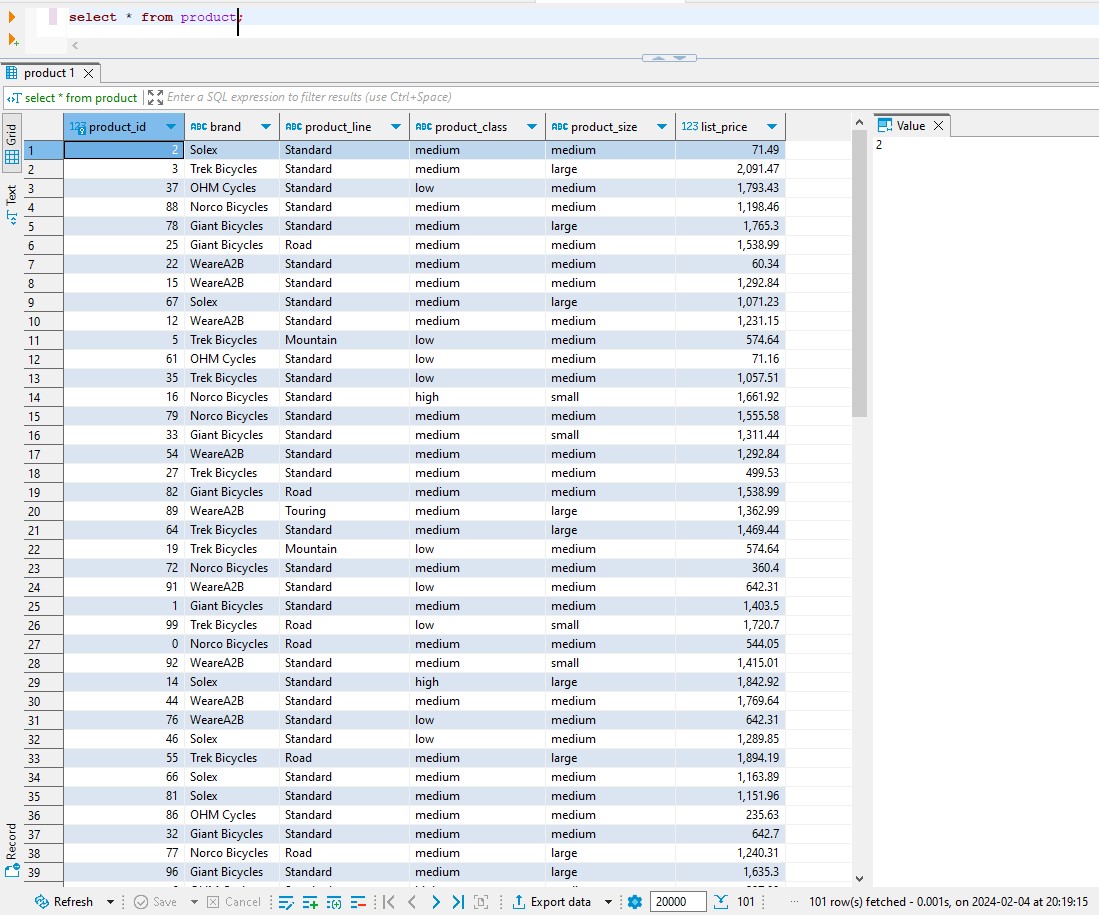 select * from product;
product 1
select * from product Enter a SQL expression to filter results (use Ctrl+Space)
Grid
Text
Record
123 product_id ABC brand ABC product_line ABC product_class ABC product_size 123 list_price
1 2 Solex Standard medium medium 71.49
2 3 Trek Bicycles Standard medium large 2,091.47
3 37 OHM Cycles Standard low medium 1,793.43
4 88 Norco Bicycles Standard medium medium 1,198.46
5 78 Giant Bicycles Standard medium large 1,765.3
6 25 Giant Bicycles Road medium medium 1,538.99
7 22 WeareA2B Standard medium medium 60.34
8 15 WeareA2B Standard medium medium 1,292.84
9 67 Solex Standard medium large 1,071.23
10 12 WeareA2B Standard medium medium 1,231.15
11 5 Trek Bicycles Mountain low medium 574.64
12 61 OHM Cycles Standard low medium 71.16
13 35 Trek Bicycles Standard low medium 1,057.51
14 16 Norco Bicycles Standard high small 1,661.92
15 79 Norco Bicycles Standard medium medium 1,555.58
16 33 Giant Bicycles Standard medium small 1,311.44
17 54 WeareA2B Standard medium medium 1,292.84
18 27 Trek Bicycles Standard medium medium 499.53
19 82 Giant Bicycles Road medium medium 1,538.99
20 89 WeareA2B Touring medium large 1,362.99
21 64 Trek Bicycles Standard medium large 1,469.44
22 19 Trek Bicycles Mountain low medium 574.64
23 72 Norco Bicycles Standard medium medium 360.4
24 91 WeareA2B Standard low medium 642.31
25 1 Giant Bicycles Standard medium medium 1,403.5
26 99 Trek Bicycles Road low small 1,720.7
27 0 Norco Bicycles Road medium medium 544.05
28 92 WeareA2B Standard medium small 1,415.01
29 14 Solex Standard high large 1,842.92
30 44 WeareA2B Standard medium medium 1,769.64
31 76 WeareA2B Standard low medium 642.31
32 46 Solex Standard low medium 1,289.85
33 55 Trek Bicycles Road medium large 1,894.19
34 66 Solex Standard medium medium 1,163.89
35 81 Solex Standard medium medium 1,151.96
36 86 OHM Cycles Standard medium medium 235.63
37 32 Giant Bicycles Standard medium medium 642.7
38 77 Norco Bicycles Road medium large 1,240.31
39 96 Giant Bicycles Standard medium large 1,635.3
Value
2
Refresh Save Cancel Export data 20000 101 ... 101 row(s) fetched - 0.001s, on 2024-02-04 at 20:19:15